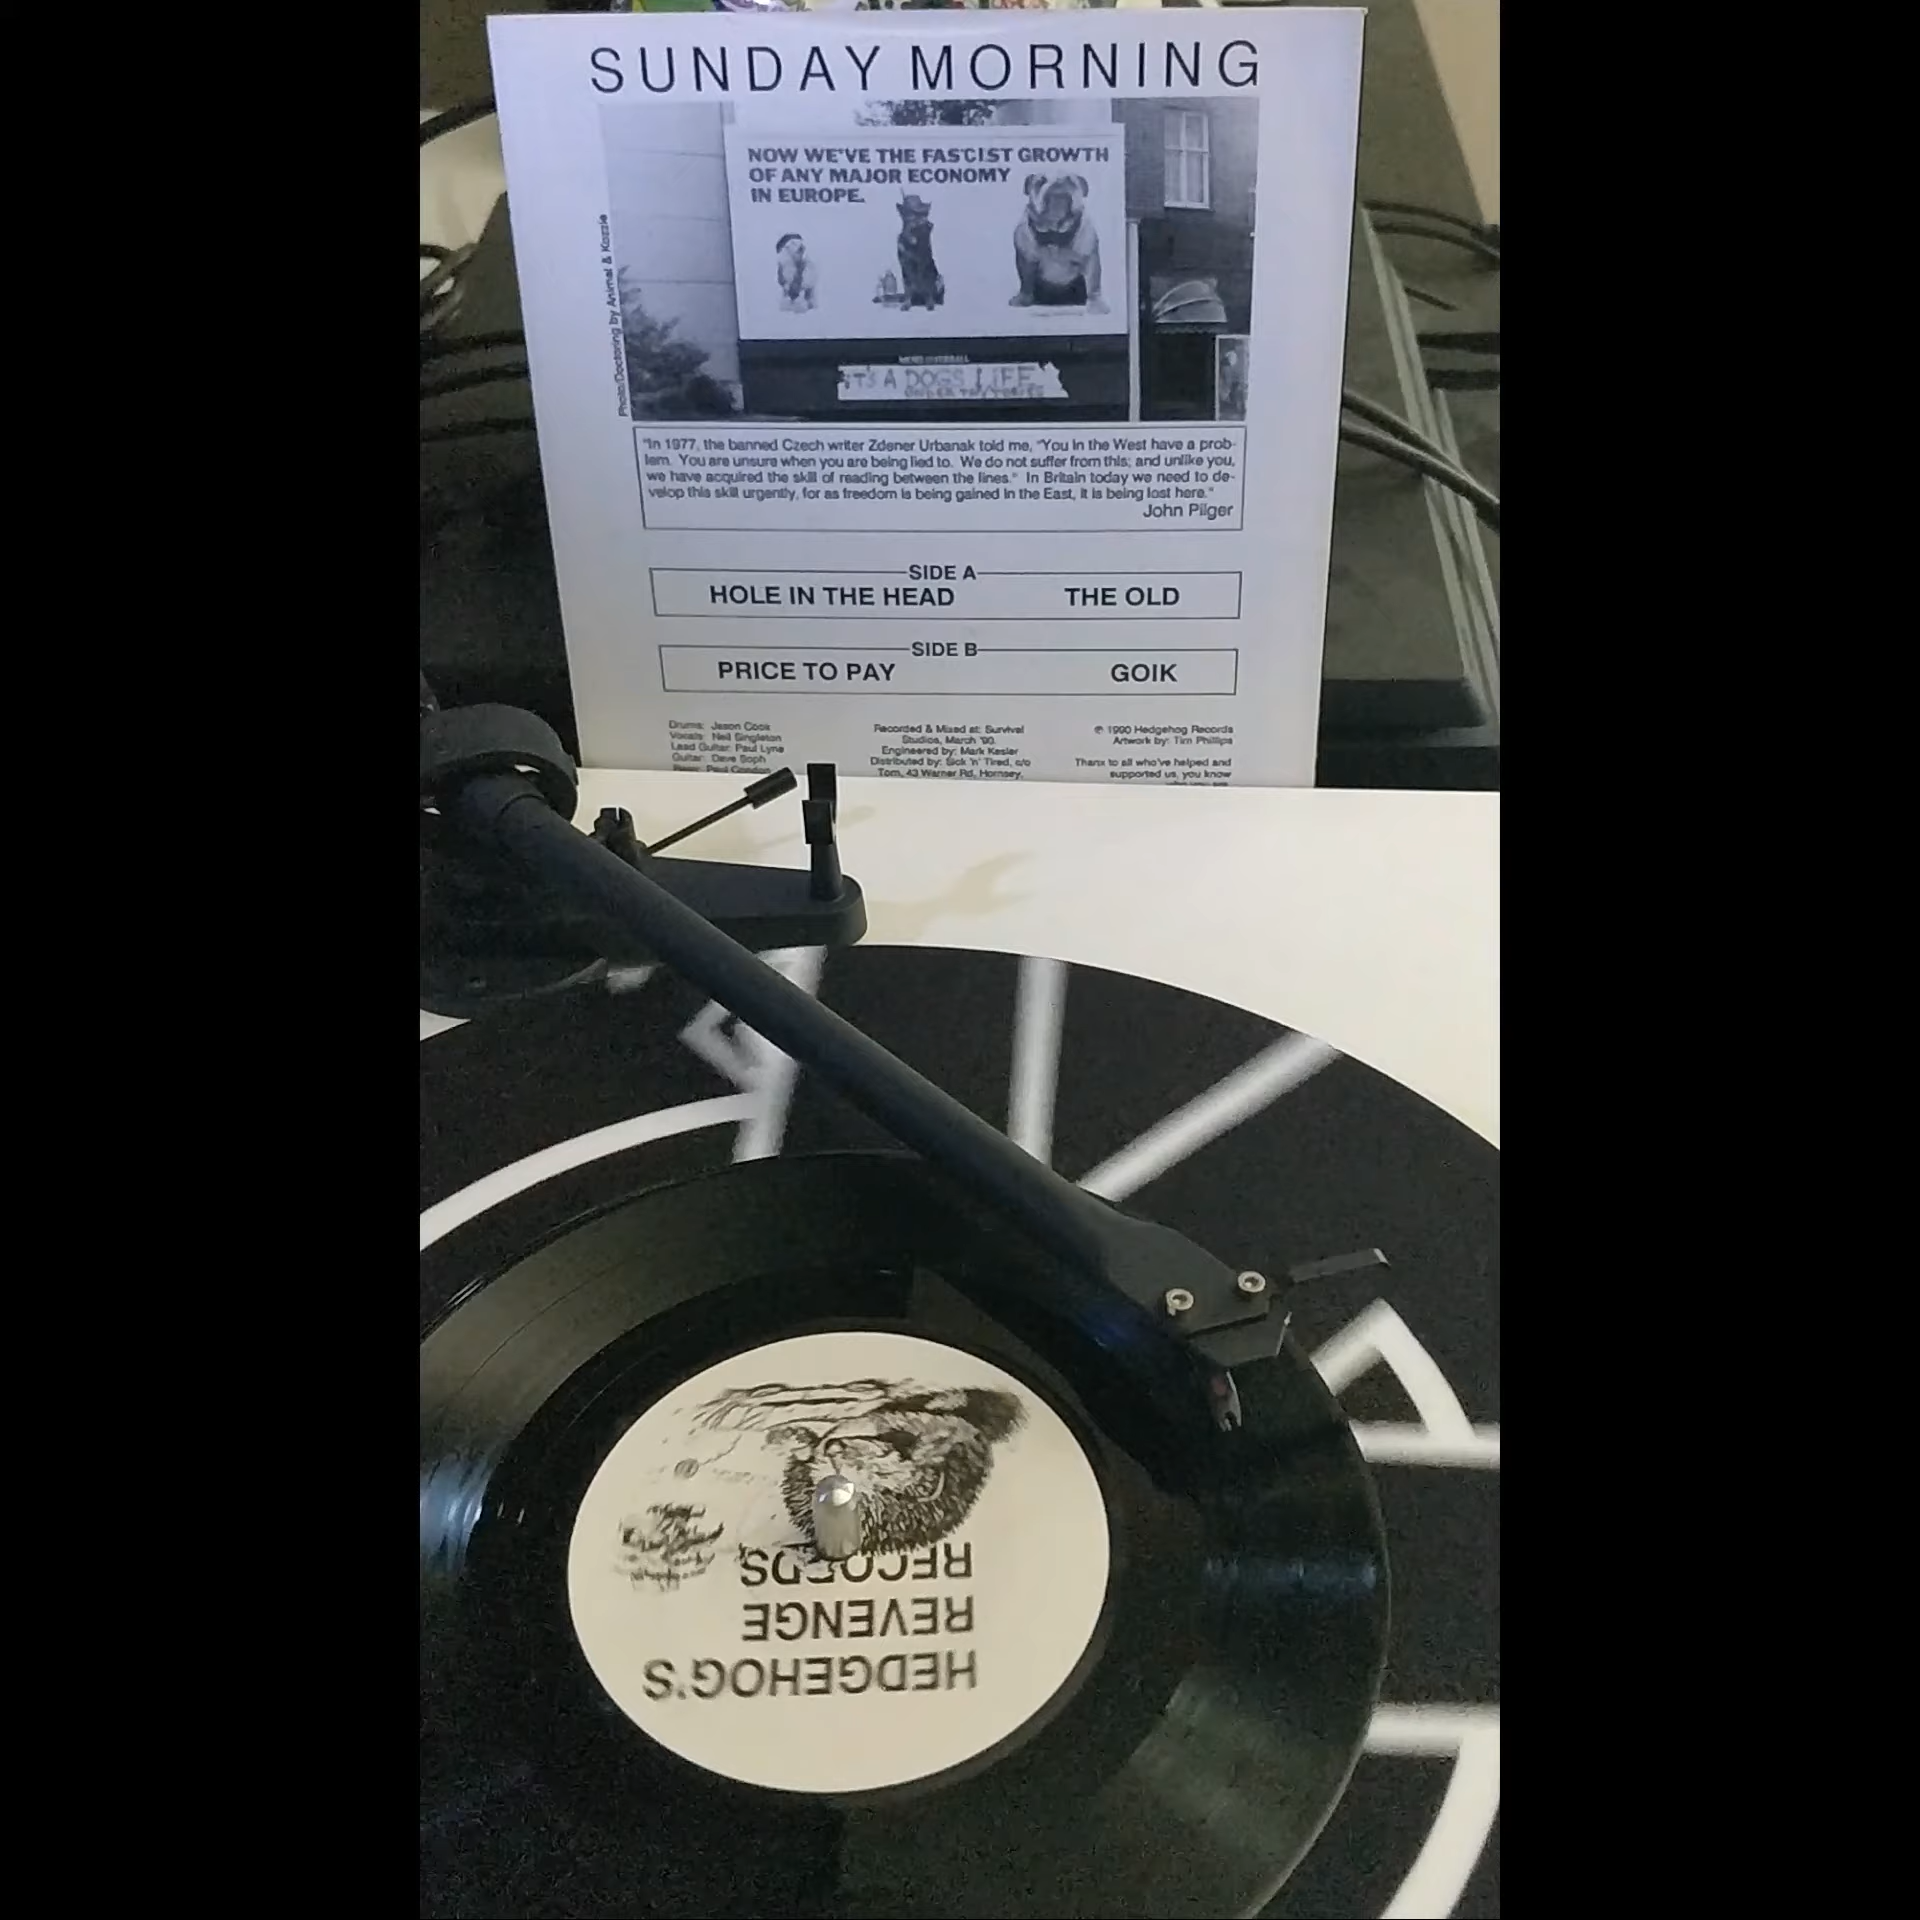 SUNDAY MORNING
NOW WE'VE THE FASCIST GROWTH
OF ANY MAJOR ECONOMY
IN EUROPE.
IT'S A DOGS LIFE
UNDER THE TORIES
Photo/Doctoring by Animal & Kozzie
"In 1977, the banned Czech writer Zdener Urbanak told me, "You in the West have a prob-
lem. You are unsure when you are being lied to. We do not suffer from this; and unlike you,
we have acquired the skill of reading between the lines." In Britain today we need to de-
velop this skill urgently, for as freedom is being gained in the East, it is being lost here."
John Pilger
SIDE A
HOLE IN THE HEAD THE OLD
SIDE B
PRICE TO PAY GOIK
Drums: Jason Cook
Vocals: Neil Singleton
Lead Guitar: Paul Lyne
Guitar: Dave Soph
Recorded & Mixed at: Survival
Studios, March '90.
Engineered by: Mark Kesler
Distributed by: Sick 'n' Tired, c/o
Tom, 43 Warner Rd, Hornsey,
℗ 1990 Hedgehog Records
Artwork by: Tim Phillips
Thanx to all who've helped and
supported us, you know
who you are
HEDGEHOG'S
REVENGE
RECORDS